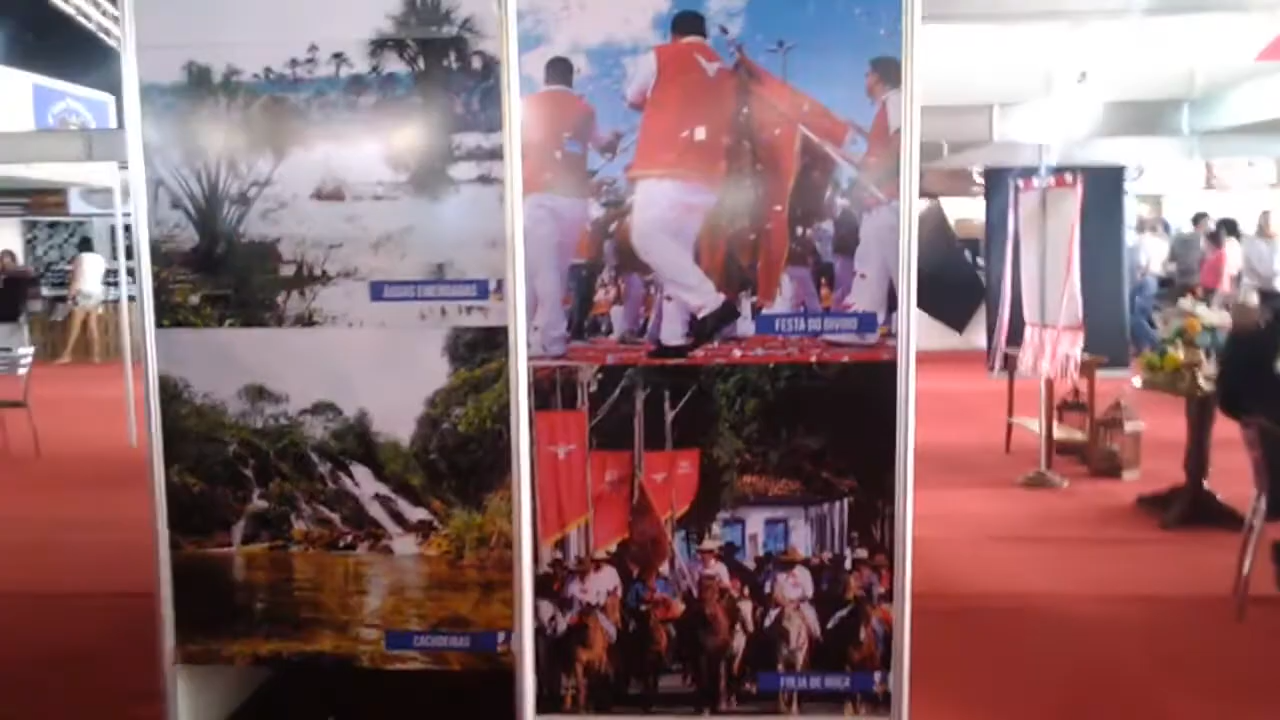 ÁGUAS EMENDADAS
FESTA DO DIVINO
CACHOEIRAS
FOLIA DE ROÇA